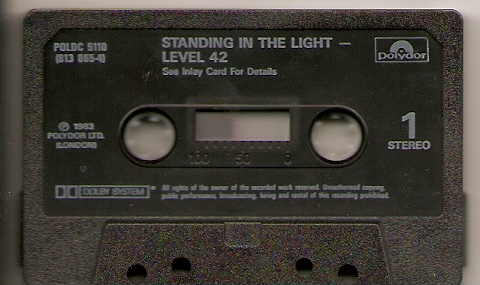 POLDC 5110
(813 865-4)
STANDING IN THE LIGHT –
LEVEL 42
See Inlay Card For Details
polydor
℗ 1983
POLYDOR LTD.
(LONDON)
1
STEREO
100 50 0
DOLBY SYSTEM
All rights of the owner of the recorded work reserved. Unauthorised copying,
public performance, broadcasting, hiring and rental of this recording prohibited.